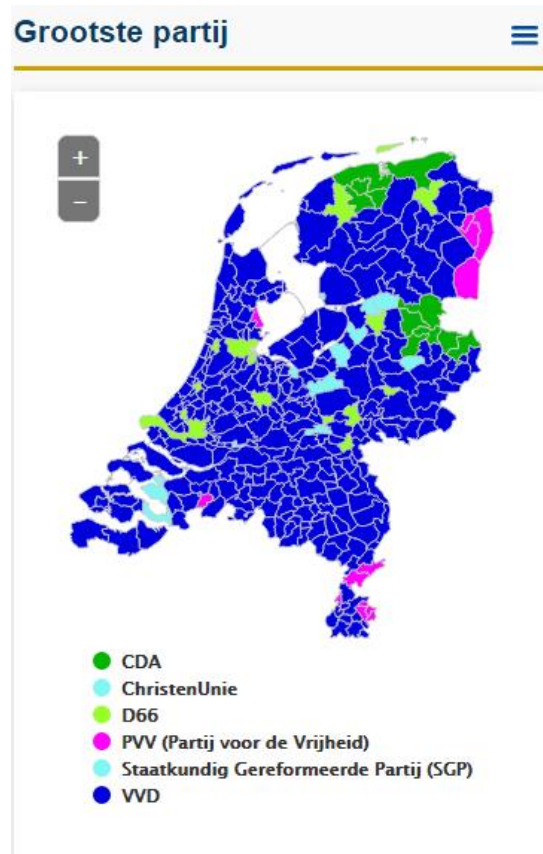 Grootste partij
+
−
CDA
ChristenUnie
D66
PVV (Partij voor de Vrijheid)
Staatkundig Gereformeerde Partij (SGP)
VVD